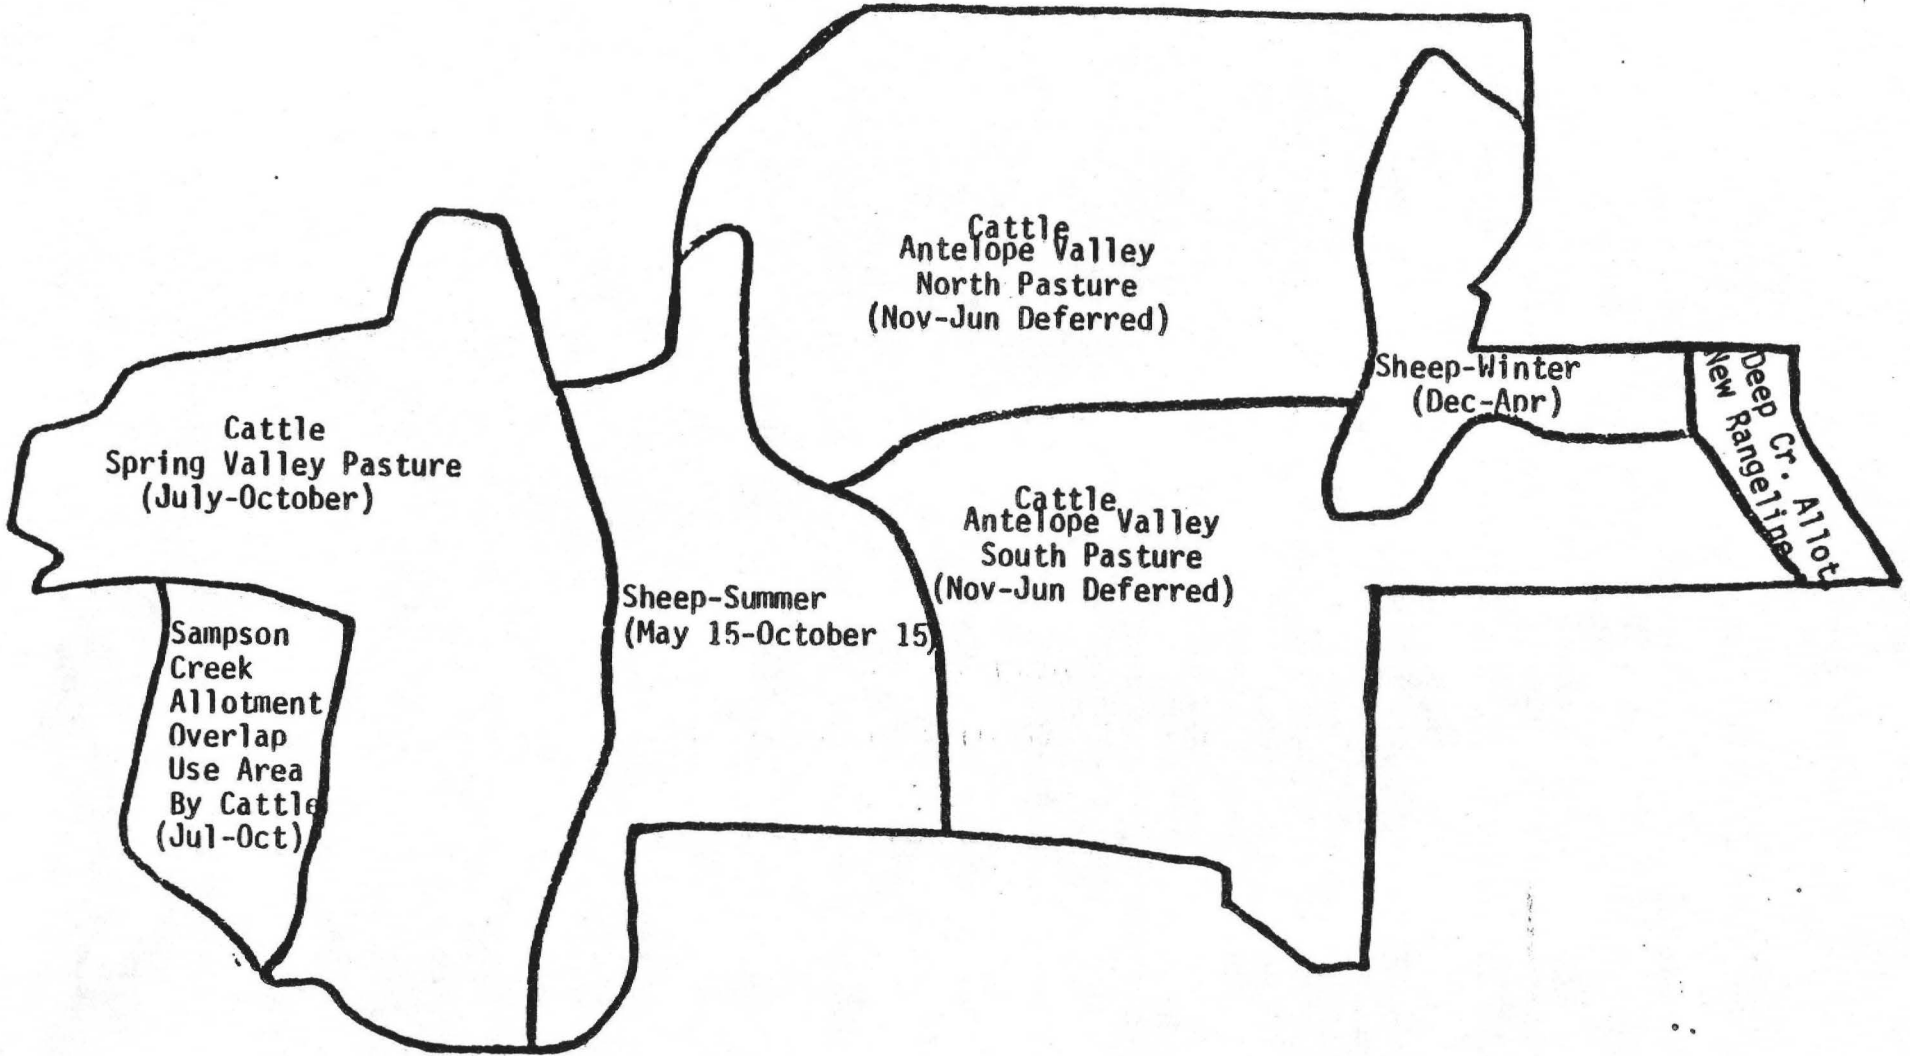 Cattle
Antelope Valley
North Pasture
(Nov-Jun Deferred)
Sheep-Winter
(Dec-Apr)
Deep Cr. Allot
New Rangeline
Cattle
Spring Valley Pasture
(July-October)
Cattle
Antelope Valley
South Pasture
(Nov-Jun Deferred)
Sheep-Summer
(May 15-October 15)
Sampson
Creek
Allotment
Overlap
Use Area
By Cattle
(Jul-Oct)